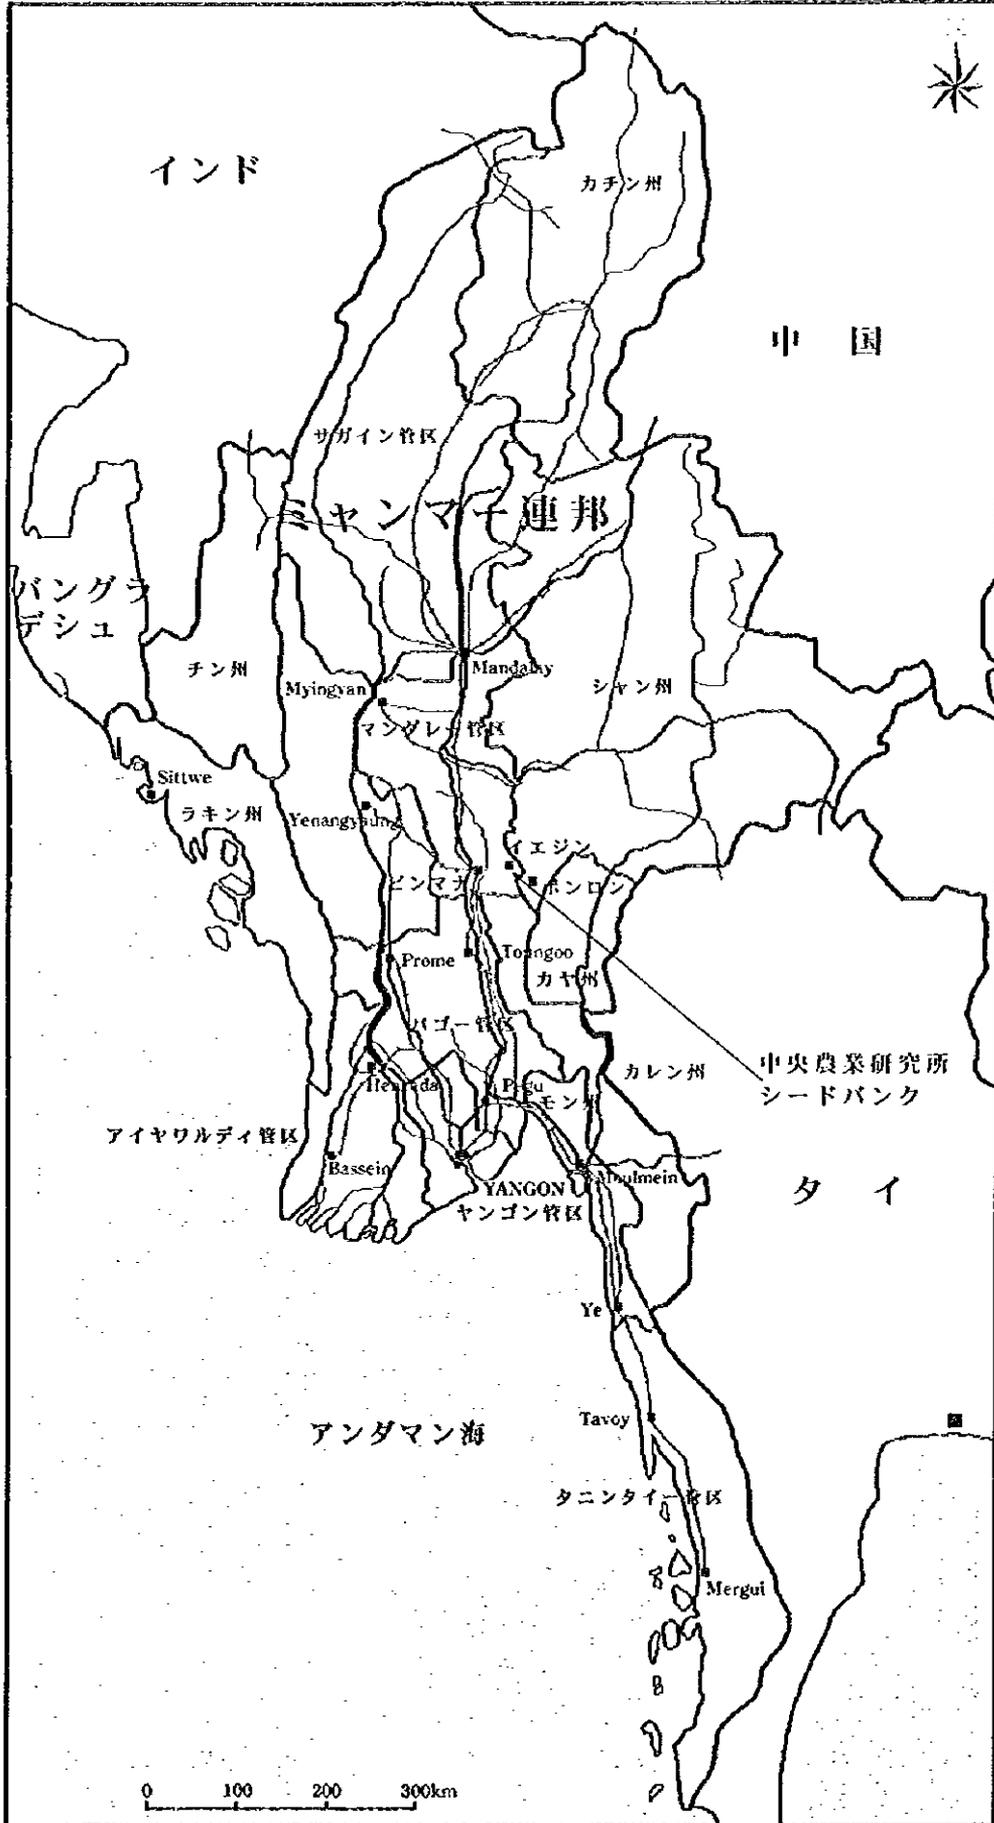 インド
カチン州
中 国
サガイン管区
ミャンマー連邦
バングラ
デシュ
チン州
Mandalay
シャン州
Myingyan
マングレー管区
Sittwe
ラキン州
イエジン
ピンマナ
ポンロン
Prome
Toungoo
カヤ州
バゴー管区
中央農業研究所
シードバンク
カレン州
Henzada
Pegu
モン州
アイヤワルディ管区
Bassein
Moulmein
YANGON
ヤンゴン管区
タ イ
Ye
Tavoy
アンダマン海
タニンタイー管区
Mergui
0 100 200 300km